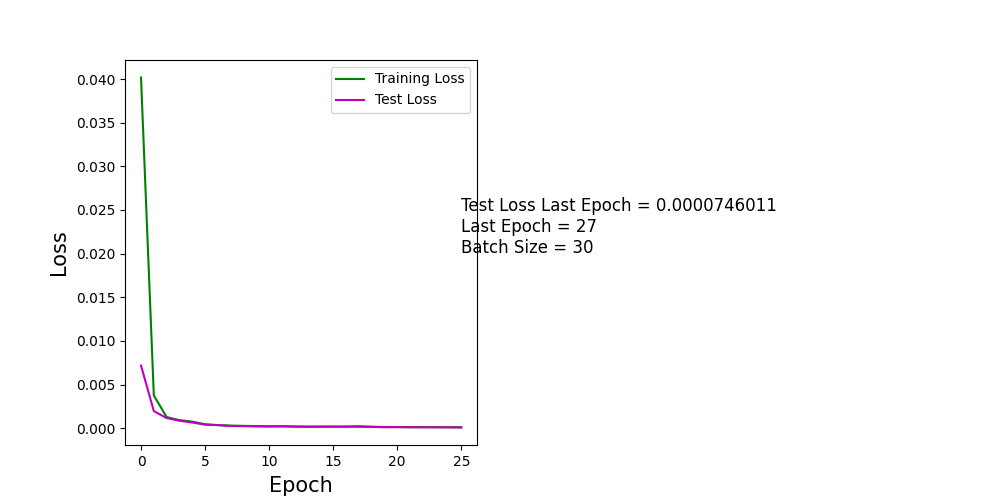 Training Loss
Test Loss
0.040
0.035
0.030
0.025
0.020
0.015
0.010
0.005
0.000
Loss
0 5 10 15 20 25
Epoch
Test Loss Last Epoch = 0.0000746011
Last Epoch = 27
Batch Size = 30